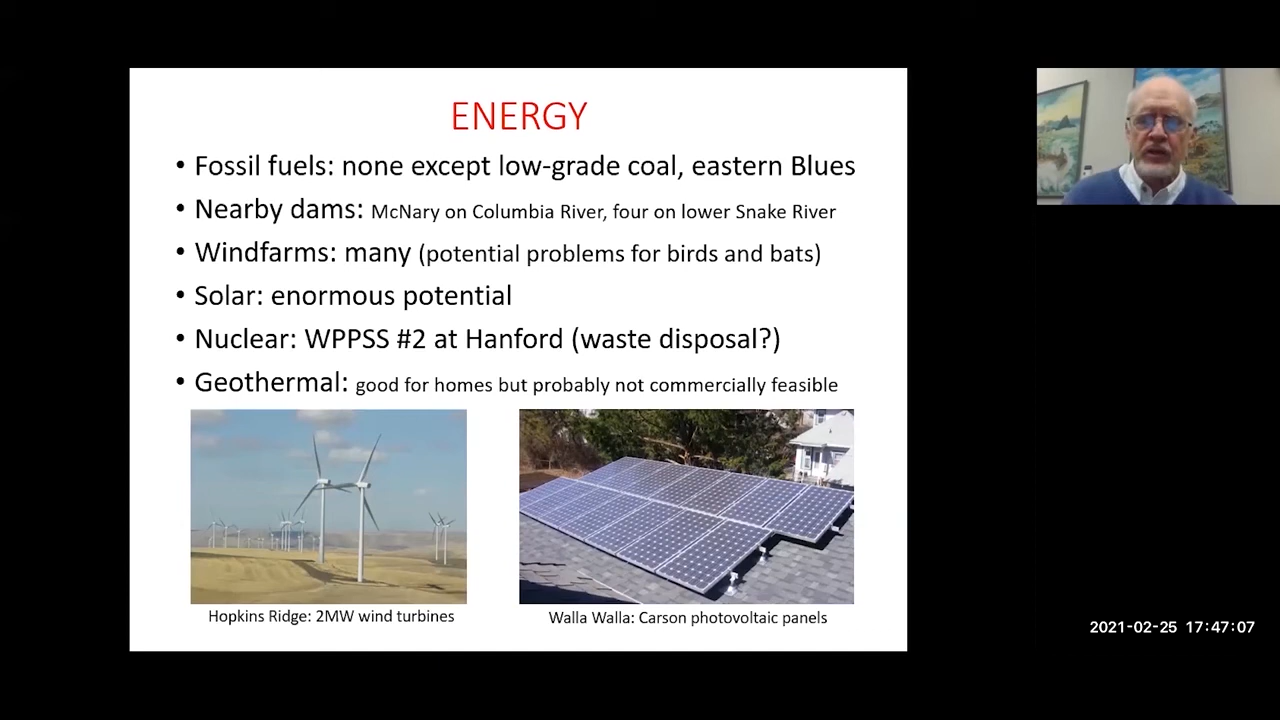 ENERGY
• Fossil fuels: none except low-grade coal, eastern Blues
• Nearby dams: McNary on Columbia River, four on lower Snake River
• Windfarms: many (potential problems for birds and bats)
• Solar: enormous potential
• Nuclear: WPPSS #2 at Hanford (waste disposal?)
• Geothermal: good for homes but probably not commercially feasible
Hopkins Ridge: 2MW wind turbines
Walla Walla: Carson photovoltaic panels
2021-02-25 17:47:07